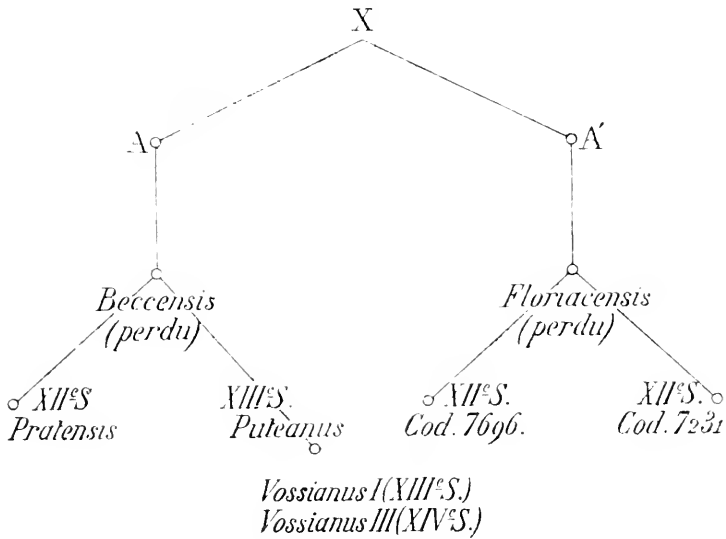 X
A A′
Beccensis Floriacensis
(perdu) (perdu)
XIIᵉS XIIIᵉS. XIIᵉS. XIIᵉS.
Pratensis Puteanus Cod. 7696. Cod. 7231
Vossianus I (XIIIᵉS.)
Vossianus III (XIVᵉS.)